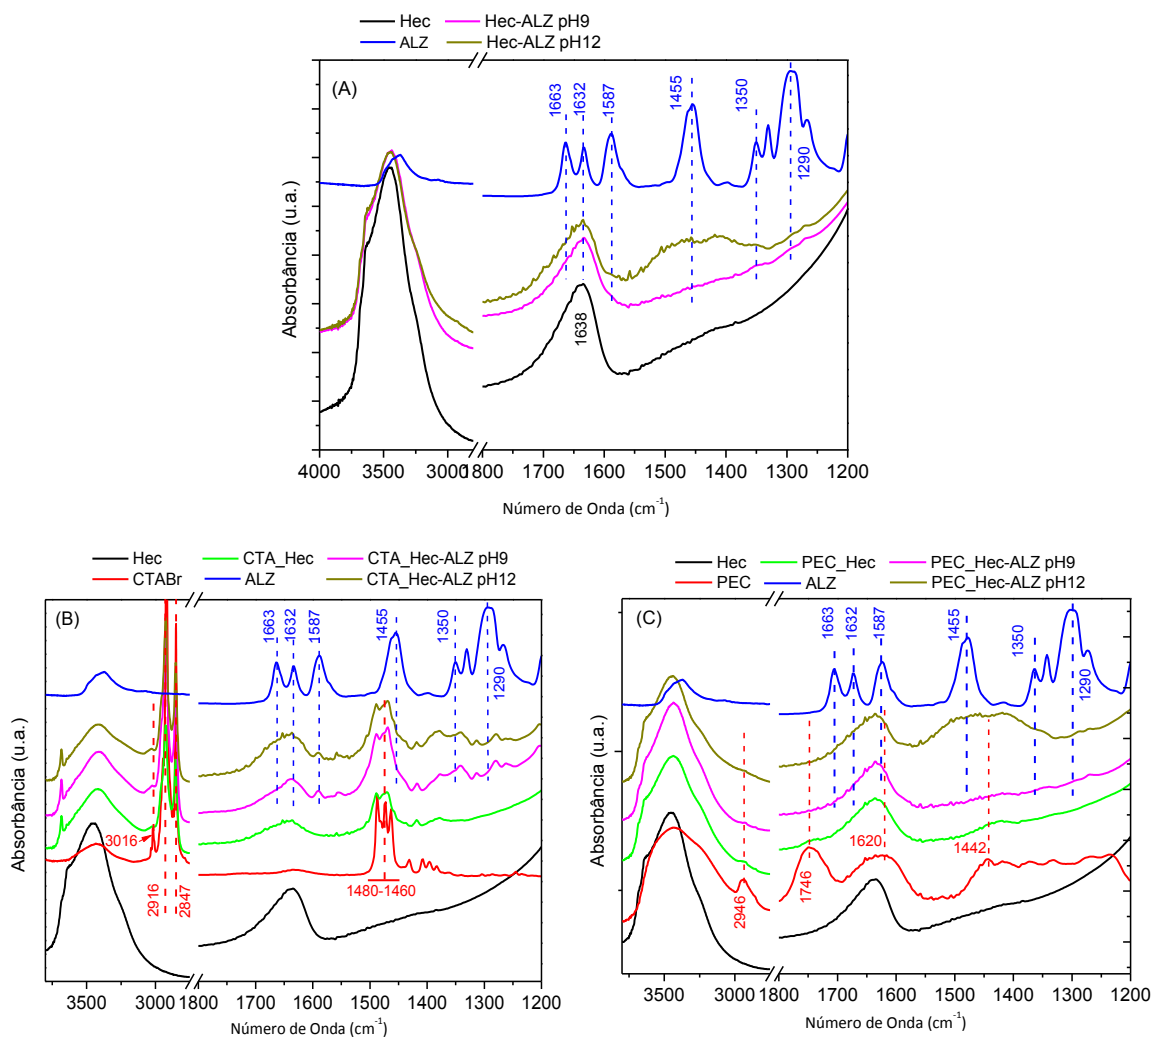 Hec Hec-ALZ pH9
ALZ Hec-ALZ pH12
(A)
1663
1632
1587
1455
1350
1290
1638
Absorbância (u.a.)
4000 3500 3000 1800 1700 1600 1500 1400 1300 1200
Número de Onda (cm-1)
Hec CTA_Hec CTA_Hec-ALZ pH9
CTABr ALZ CTA_Hec-ALZ pH12
(B)
1663
1632
1587
1455
1350
1290
3016
2916
2847
1480-1460
Absorbância (u.a.)
3500 3000 1800 1700 1600 1500 1400 1300 1200
Número de Onda (cm-1)
Hec PEC_Hec PEC_Hec-ALZ pH9
PEC ALZ PEC_Hec-ALZ pH12
(C)
1663
1632
1587
1455
1350
1290
2946
1746
1620
1442
Absorbância (u.a.)
3500 3000 1800 1700 1600 1500 1400 1300 1200
Número de Onda (cm-1)